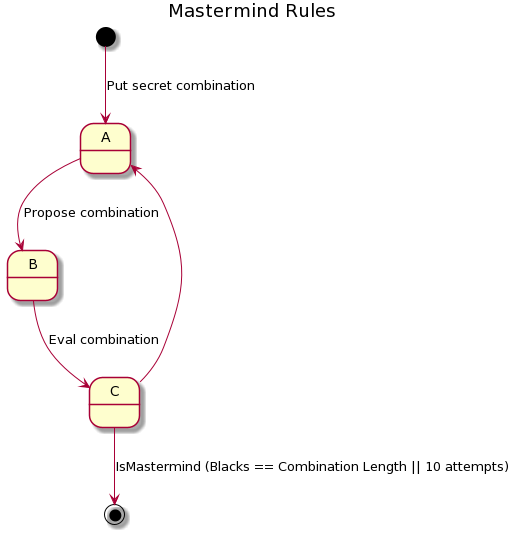 Mastermind Rules
Put secret combination
A
Propose combination
B
Eval combination
C
IsMastermind (Blacks == Combination Length || 10 attempts)